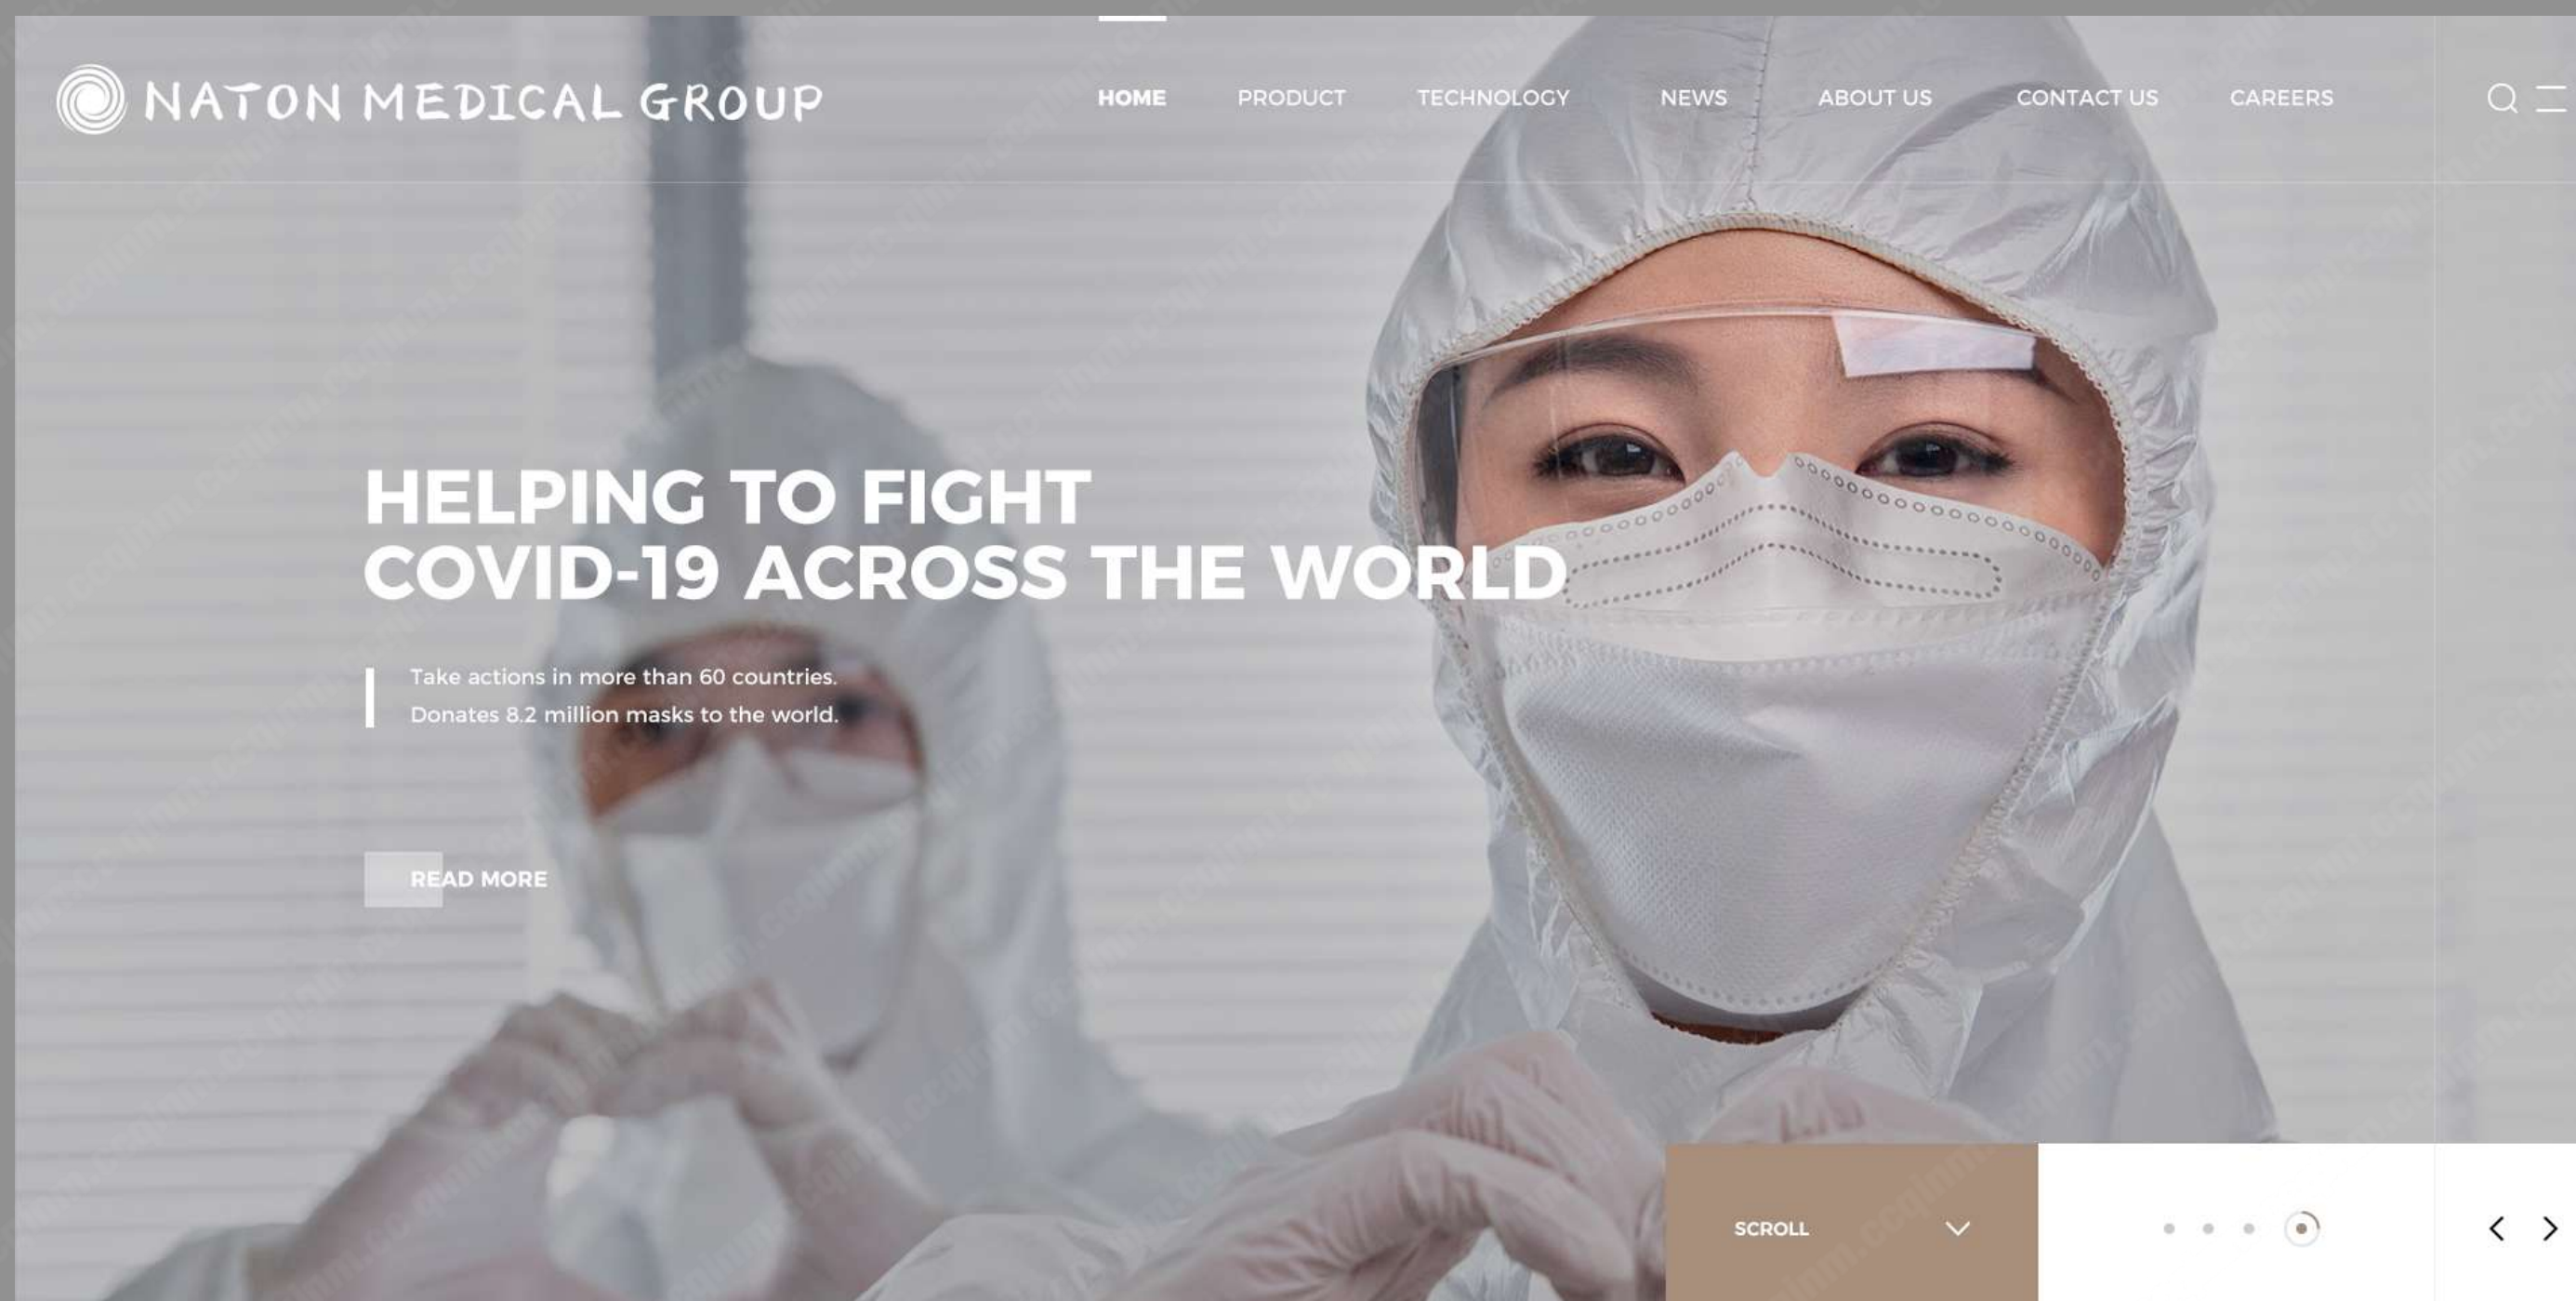 NATON MEDICAL GROUP
HOME PRODUCT TECHNOLOGY NEWS ABOUT US CONTACT US CAREERS
HELPING TO FIGHT
COVID-19 ACROSS THE WORLD
Take actions in more than 60 countries.
Donates 8.2 million masks to the world.
READ MORE
SCROLL